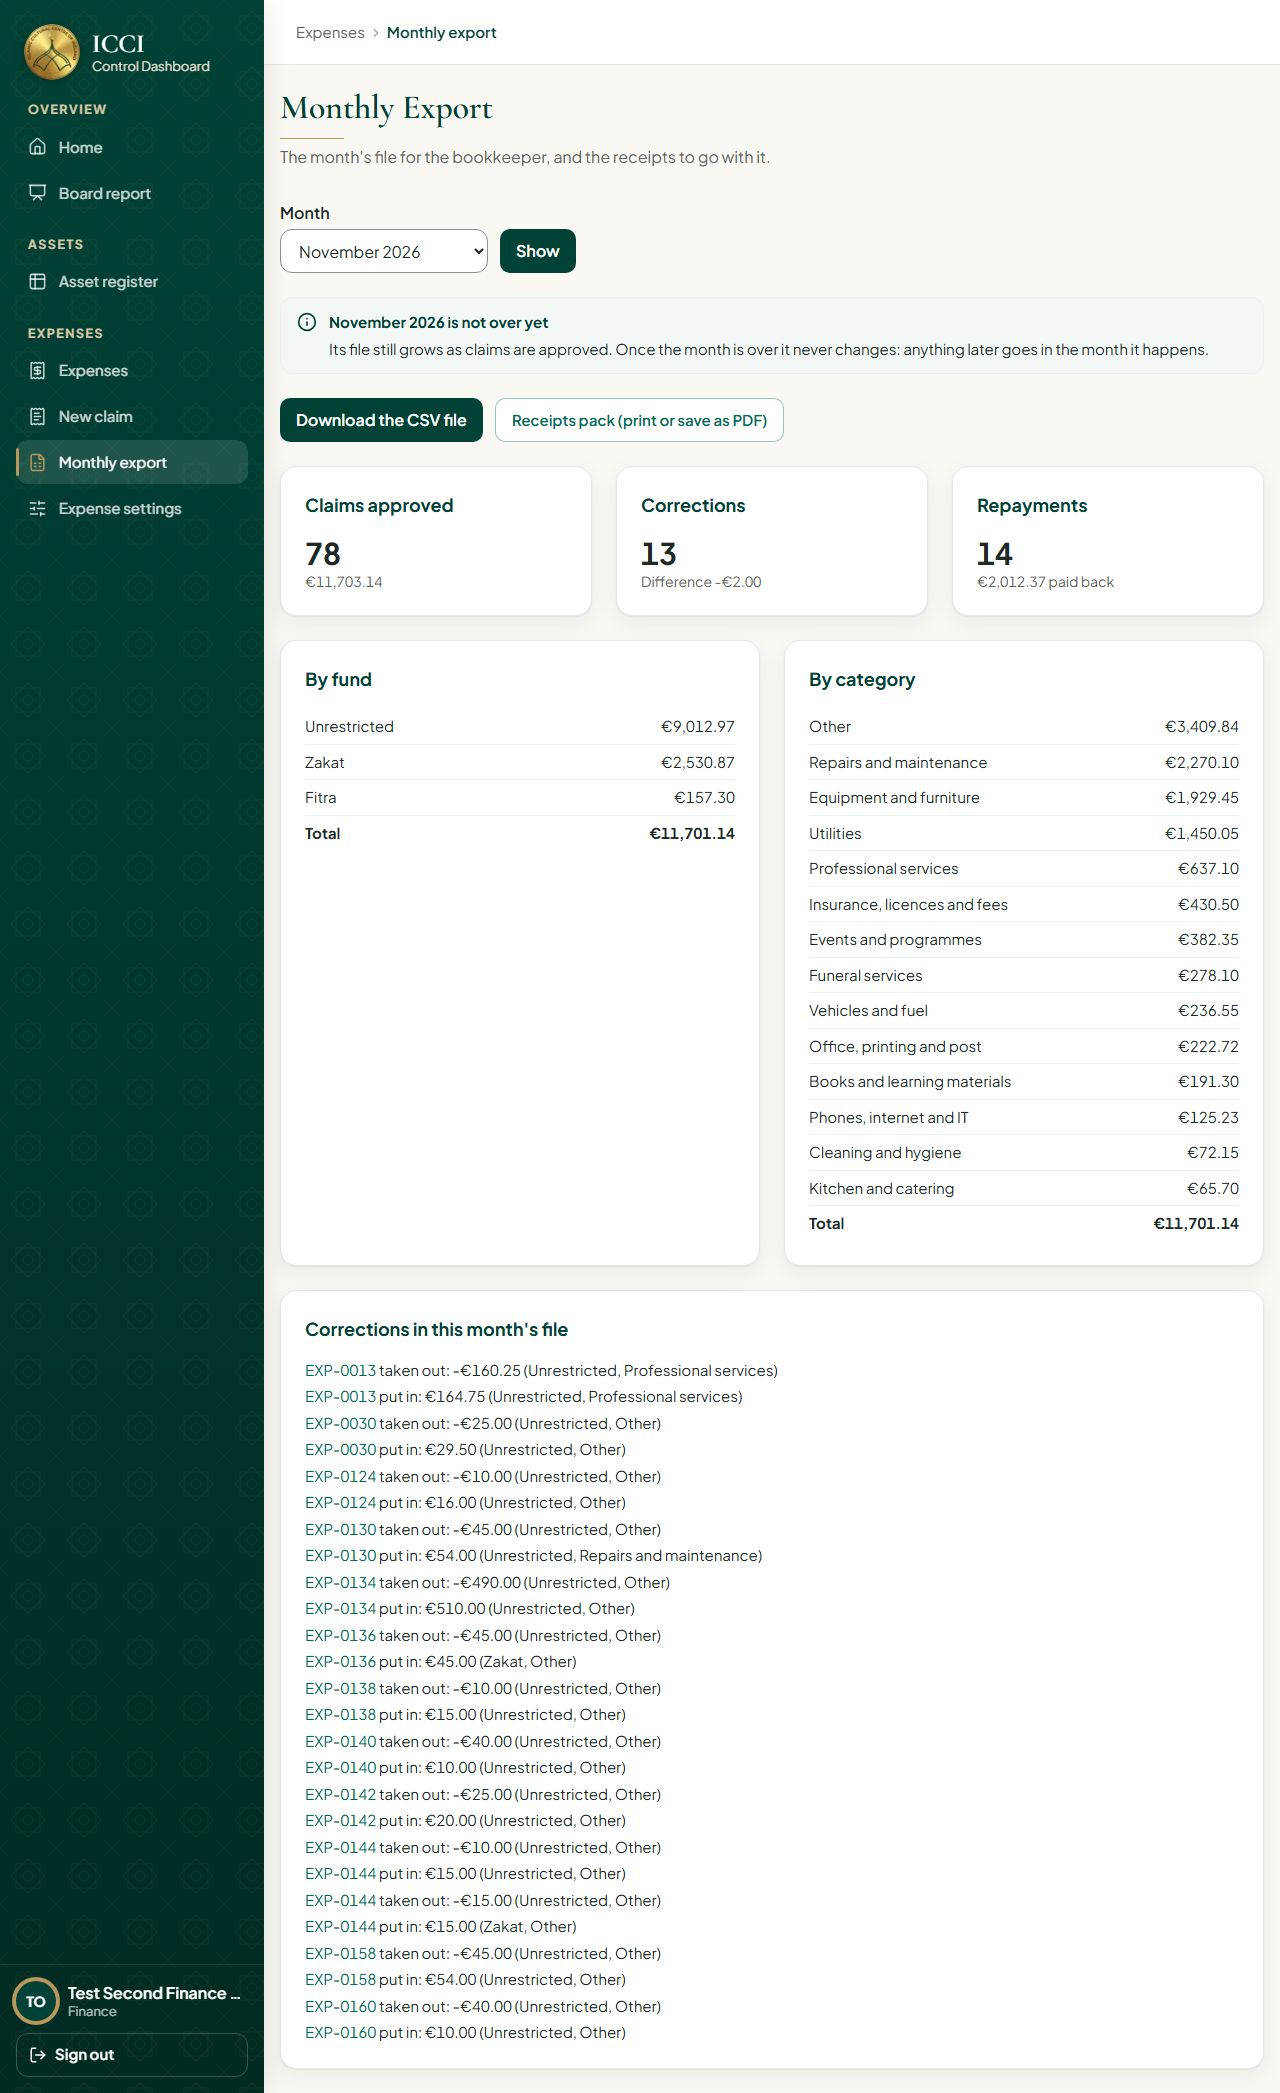 ICCI
Control Dashboard
OVERVIEW
Home
Board report
ASSETS
Asset register
EXPENSES
Expenses
New claim
Monthly export
Expense settings
TO
Test Second Finance ...
Finance
Sign out
Expenses > Monthly export
Monthly Export
The month's file for the bookkeeper, and the receipts to go with it.
Month
November 2026
Show
November 2026 is not over yet
Its file still grows as claims are approved. Once the month is over it never changes: anything later goes in the month it happens.
Download the CSV file
Receipts pack (print or save as PDF)
Claims approved
78
€11,703.14
Corrections
13
Difference -€2.00
Repayments
14
€2,012.37 paid back
By fund
Unrestricted €9,012.97
Zakat €2,530.87
Fitra €157.30
Total €11,701.14
By category
Other €3,409.84
Repairs and maintenance €2,270.10
Equipment and furniture €1,929.45
Utilities €1,450.05
Professional services €637.10
Insurance, licences and fees €430.50
Events and programmes €382.35
Funeral services €278.10
Vehicles and fuel €236.55
Office, printing and post €222.72
Books and learning materials €191.30
Phones, internet and IT €125.23
Cleaning and hygiene €72.15
Kitchen and catering €65.70
Total €11,701.14
Corrections in this month's file
EXP-0013 taken out: -€160.25 (Unrestricted, Professional services)
EXP-0013 put in: €164.75 (Unrestricted, Professional services)
EXP-0030 taken out: -€25.00 (Unrestricted, Other)
EXP-0030 put in: €29.50 (Unrestricted, Other)
EXP-0124 taken out: -€10.00 (Unrestricted, Other)
EXP-0124 put in: €16.00 (Unrestricted, Other)
EXP-0130 taken out: -€45.00 (Unrestricted, Other)
EXP-0130 put in: €54.00 (Unrestricted, Repairs and maintenance)
EXP-0134 taken out: -€490.00 (Unrestricted, Other)
EXP-0134 put in: €510.00 (Unrestricted, Other)
EXP-0136 taken out: -€45.00 (Unrestricted, Other)
EXP-0136 put in: €45.00 (Zakat, Other)
EXP-0138 taken out: -€10.00 (Unrestricted, Other)
EXP-0138 put in: €15.00 (Unrestricted, Other)
EXP-0140 taken out: -€40.00 (Unrestricted, Other)
EXP-0140 put in: €10.00 (Unrestricted, Other)
EXP-0142 taken out: -€25.00 (Unrestricted, Other)
EXP-0142 put in: €20.00 (Unrestricted, Other)
EXP-0144 taken out: -€10.00 (Unrestricted, Other)
EXP-0144 put in: €15.00 (Unrestricted, Other)
EXP-0144 taken out: -€15.00 (Unrestricted, Other)
EXP-0144 put in: €15.00 (Zakat, Other)
EXP-0158 taken out: -€45.00 (Unrestricted, Other)
EXP-0158 put in: €54.00 (Unrestricted, Other)
EXP-0160 taken out: -€40.00 (Unrestricted, Other)
EXP-0160 put in: €10.00 (Unrestricted, Other)